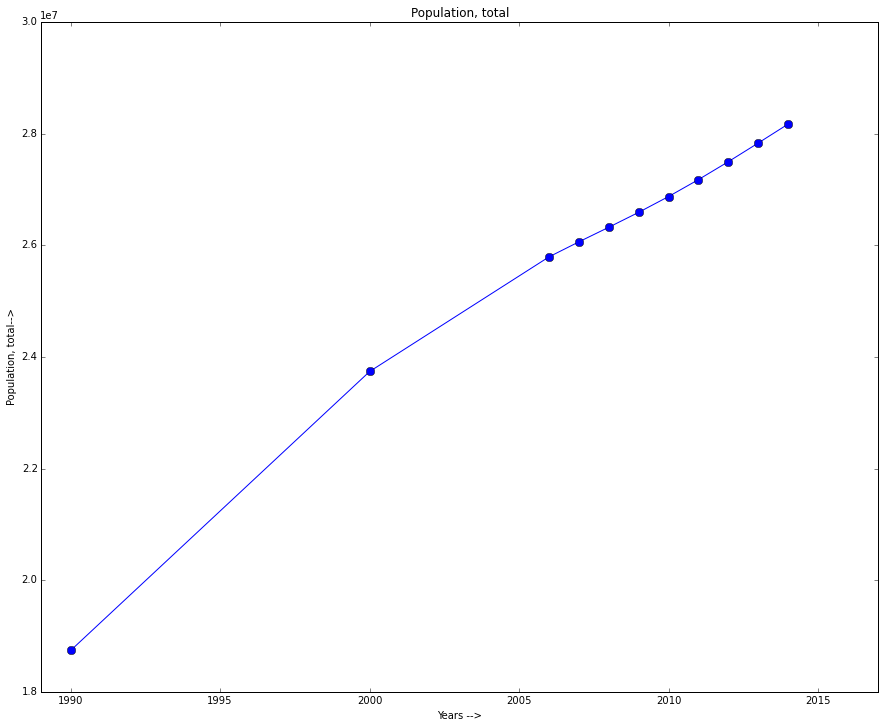 Population, total
1e7
3.0
2.8
2.6
2.4
2.2
2.0
1.8
Population, total-->
1990 1995 2000 2005 2010 2015
Years -->